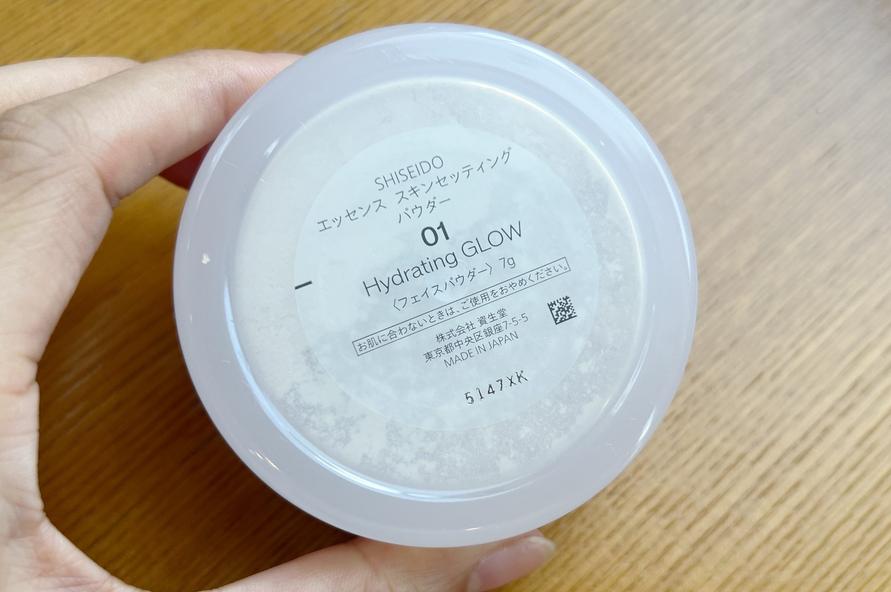 SHISEIDO
エッセンス スキンセッティング
パウダー
01
Hydrating GLOW
〈フェイスパウダー〉 7g
お肌に合わないときは、ご使用をおやめください。
株式会社 資生堂
東京都中央区銀座7-5-5
MADE IN JAPAN
5147XK